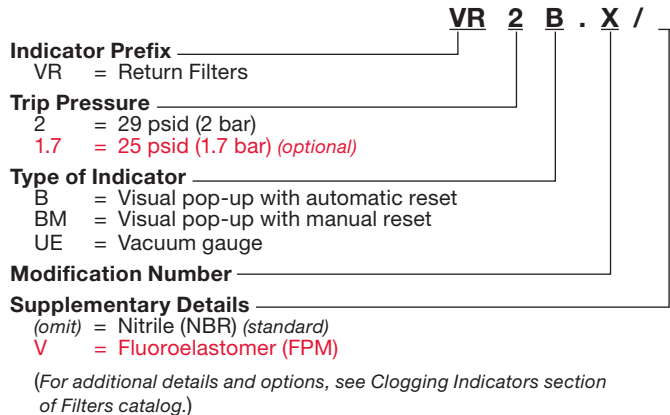 VR 2 B . X / _
Indicator Prefix
VR = Return Filters
Trip Pressure
2 = 29 psid (2 bar)
1.7 = 25 psid (1.7 bar) (optional)
Type of Indicator
B = Visual pop-up with automatic reset
BM = Visual pop-up with manual reset
UE = Vacuum gauge
Modification Number
Supplementary Details
(omit) = Nitrile (NBR) (standard)
V = Fluoroelastomer (FPM)
(For additional details and options, see Clogging Indicators section
of Filters catalog.)